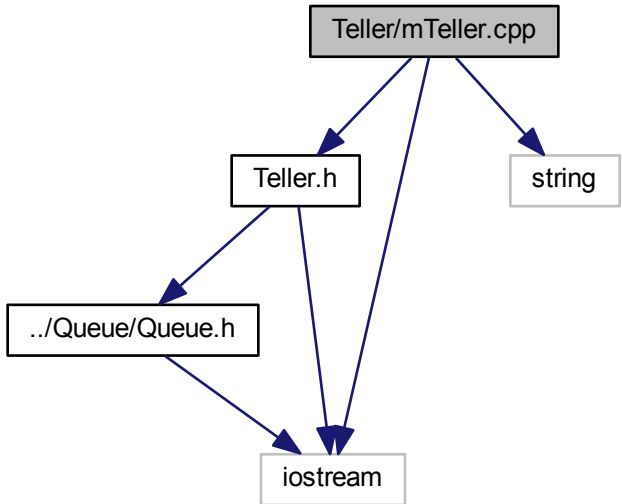 Teller/mTeller.cpp
Teller.h
string
../Queue/Queue.h
iostream